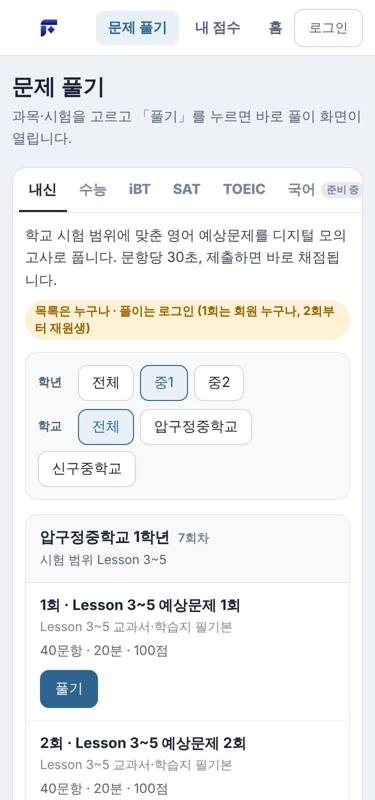 문제 풀기
내 점수
홈
로그인
문제 풀기
과목·시험을 고르고 「풀기」를 누르면 바로 풀이 화면이
열립니다.
내신
수능
iBT
SAT
TOEIC
국어
준비 중
학교 시험 범위에 맞춘 영어 예상문제를 디지털 모의
고사로 풉니다. 문항당 30초, 제출하면 바로 채점됩
니다.
목록은 누구나 · 풀이는 로그인 (1회는 회원 누구나, 2회부
터 재원생)
학년
전체
중1
중2
학교
전체
압구정중학교
신구중학교
압구정중학교 1학년 7회차
시험 범위 Lesson 3~5
1회 · Lesson 3~5 예상문제 1회
Lesson 3~5 교과서·학습지 필기본
40문항 · 20분 · 100점
풀기
2회 · Lesson 3~5 예상문제 2회
Lesson 3~5 교과서·학습지 필기본
40문항 · 20분 · 100점